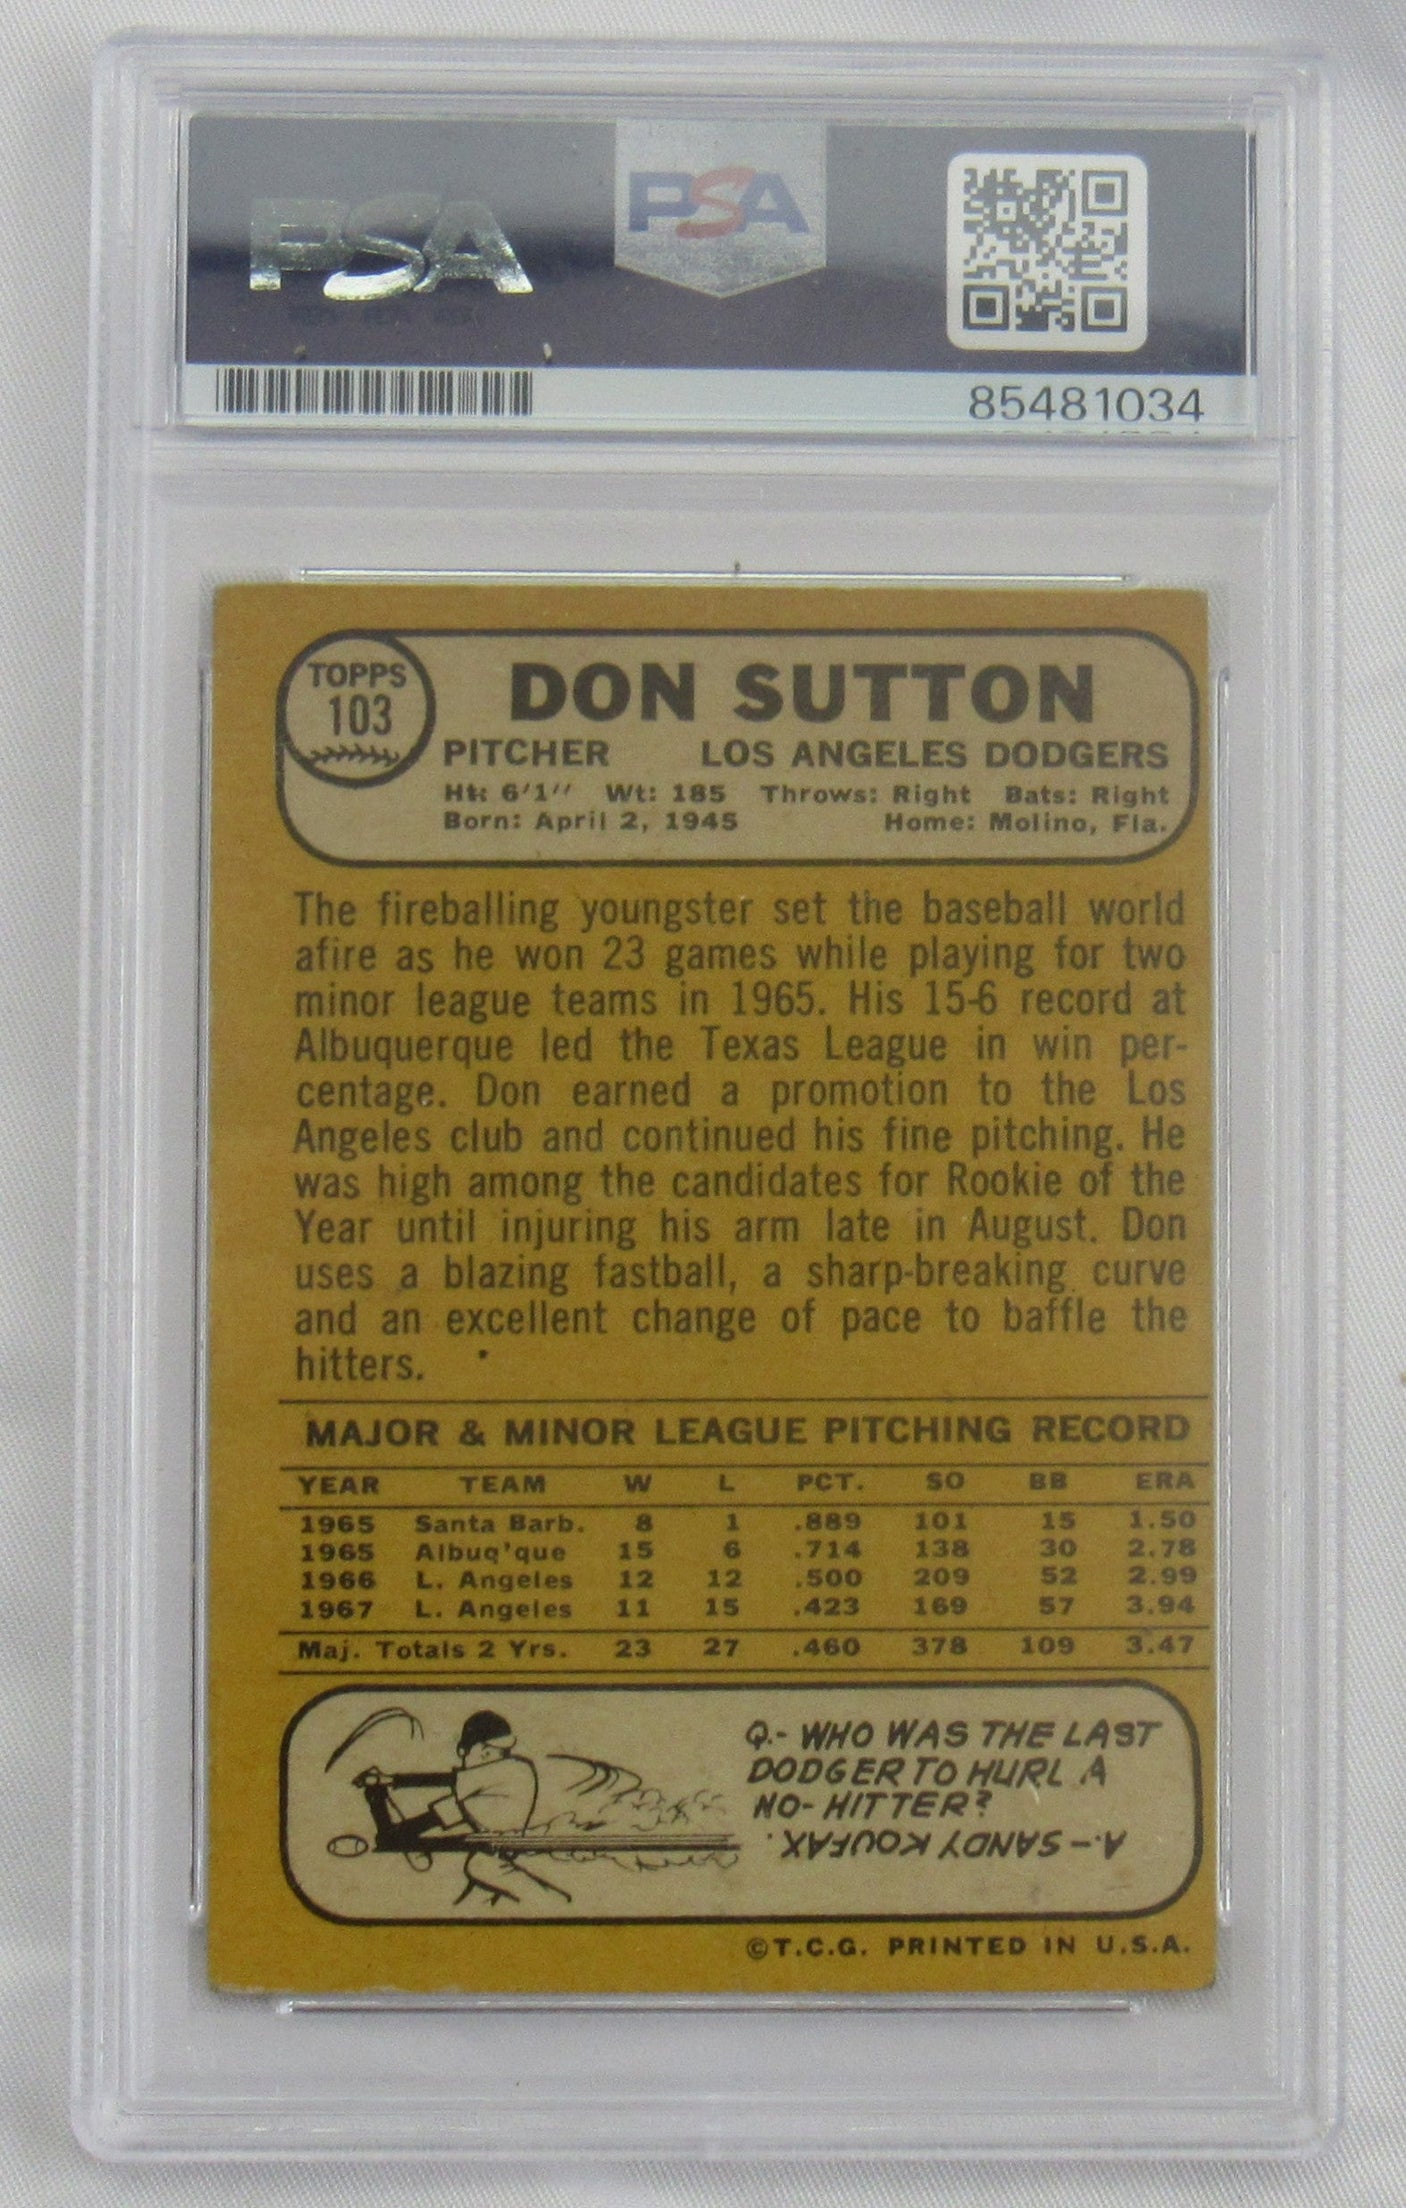 PSA
PSA
85481034
TOPPS
103
DON SUTTON
PITCHER LOS ANGELES DODGERS
Ht: 6'1" Wt: 185 Throws: Right Bats: Right
Born: April 2, 1945 Home: Molino, Fla.
The fireballing youngster set the baseball world
afire as he won 23 games while playing for two
minor league teams in 1965. His 15-6 record at
Albuquerque led the Texas League in win per-
centage. Don earned a promotion to the Los
Angeles club and continued his fine pitching. He
was high among the candidates for Rookie of the
Year until injuring his arm late in August. Don
uses a blazing fastball, a sharp-breaking curve
and an excellent change of pace to baffle the
hitters.
MAJOR & MINOR LEAGUE PITCHING RECORD
YEAR TEAM W L PCT. SO BB ERA
1965 Santa Barb. 8 1 .889 101 15 1.50
1965 Albuq'que 15 6 .714 138 30 2.78
1966 L. Angeles 12 12 .500 209 52 2.99
1967 L. Angeles 11 15 .423 169 57 3.94
Maj. Totals 2 Yrs. 23 27 .460 378 109 3.47
Q.- WHO WAS THE LAST
DODGER TO HURL A
NO-HITTER?
A.- SANDY KOUFAX.
©T.C.G. PRINTED IN U.S.A.